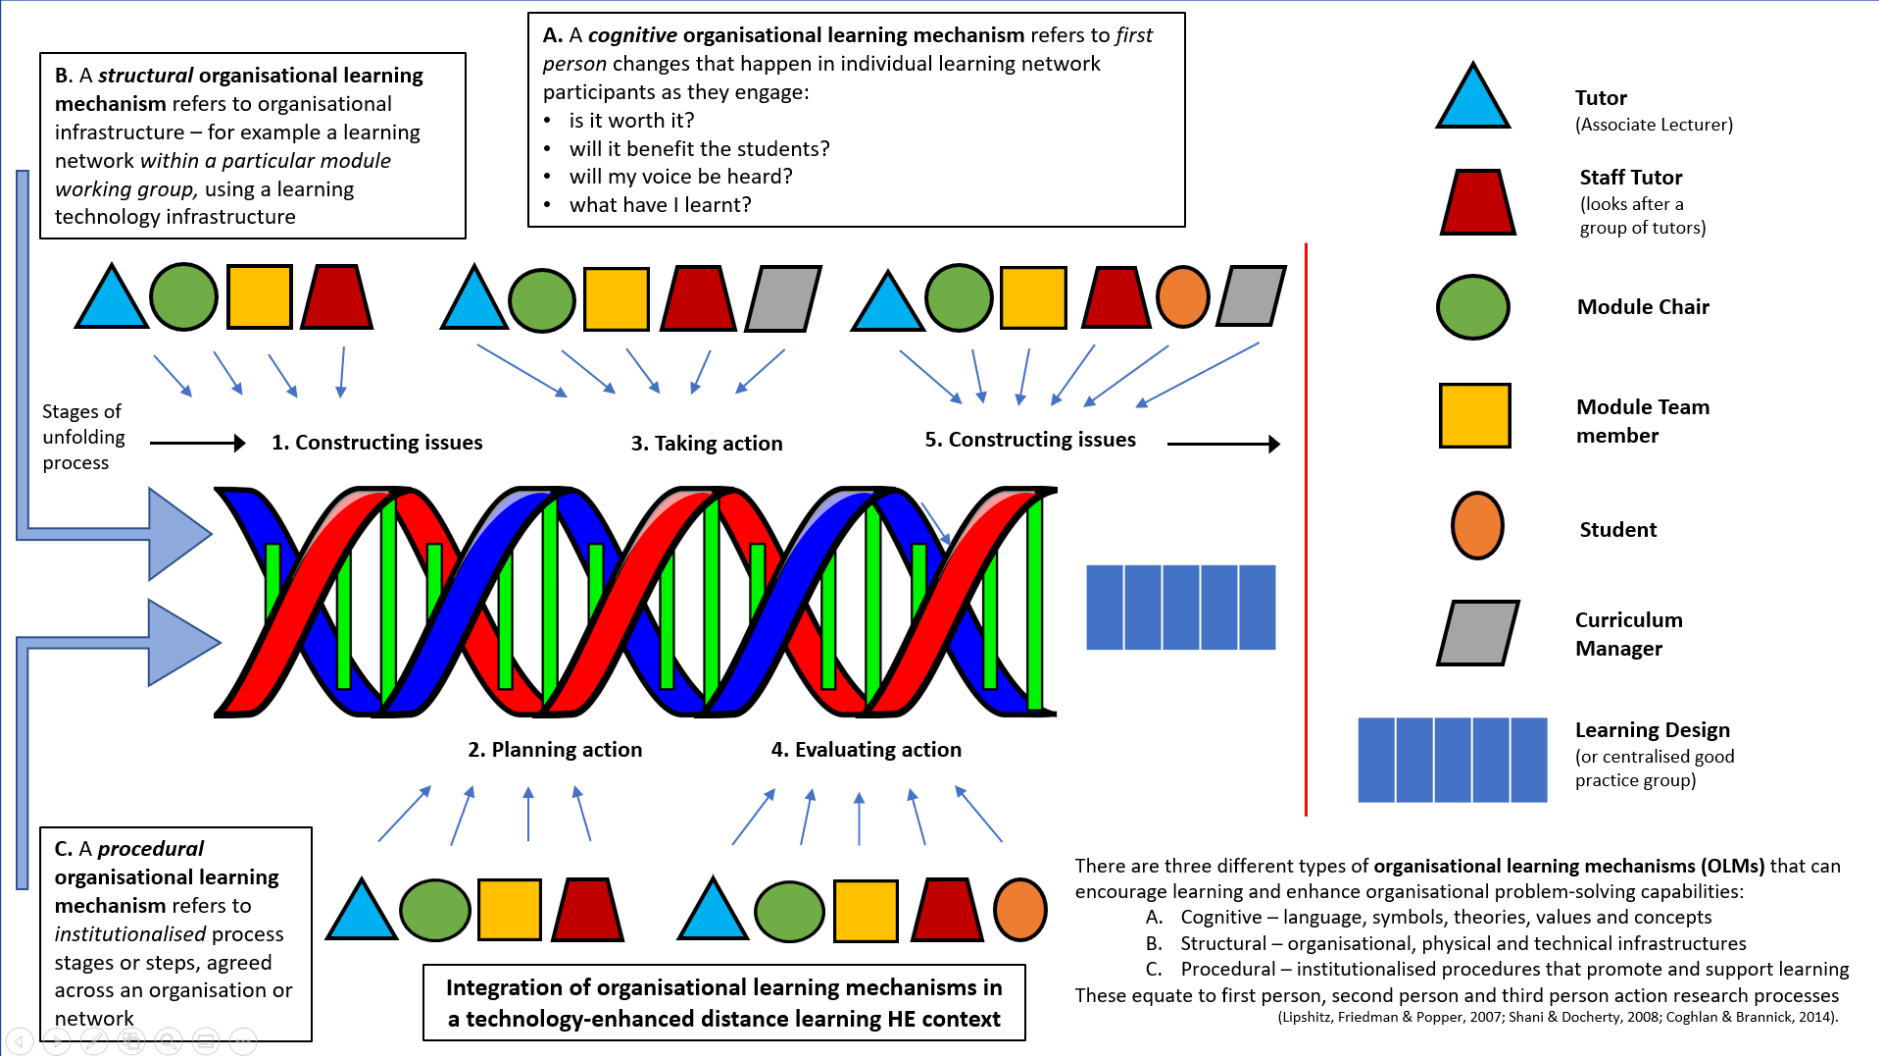 A. A cognitive organisational learning mechanism refers to first
person changes that happen in individual learning network
participants as they engage:
• is it worth it?
• will it benefit the students?
• will my voice be heard?
• what have I learnt?
B. A structural organisational learning
mechanism refers to organisational
infrastructure – for example a learning
network within a particular module
working group, using a learning
technology infrastructure
Stages of
unfolding
process
1. Constructing issues
3. Taking action
5. Constructing issues
2. Planning action
4. Evaluating action
C. A procedural
organisational learning
mechanism refers to
institutionalised process
stages or steps, agreed
across an organisation or
network
Integration of organisational learning mechanisms in
a technology-enhanced distance learning HE context
Tutor
(Associate Lecturer)
Staff Tutor
(looks after a
group of tutors)
Module Chair
Module Team
member
Student
Curriculum
Manager
Learning Design
(or centralised good
practice group)
There are three different types of organisational learning mechanisms (OLMs) that can
encourage learning and enhance organisational problem-solving capabilities:
A. Cognitive – language, symbols, theories, values and concepts
B. Structural – organisational, physical and technical infrastructures
C. Procedural – institutionalised procedures that promote and support learning
These equate to first person, second person and third person action research processes
(Lipshitz, Friedman & Popper, 2007; Shani & Docherty, 2008; Coghlan & Brannick, 2014).